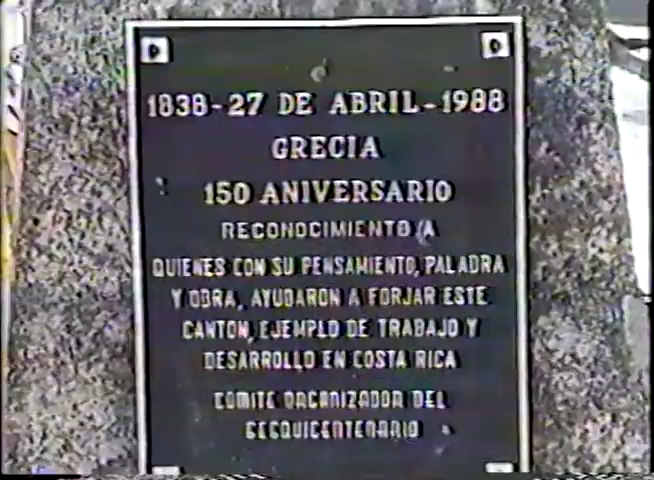 1838-27 DE ABRIL-1988
GRECIA
150 ANIVERSARIO
RECONOCIMIENTO A
QUIENES CON SU PENSAMIENTO, PALABRA
Y OBRA, AYUDARON A FORJAR ESTE
CANTON, EJEMPLO DE TRABAJO Y
DESARROLLO EN COSTA RICA
COMITE ORGANIZADOR DEL
SESQUICENTENARIO